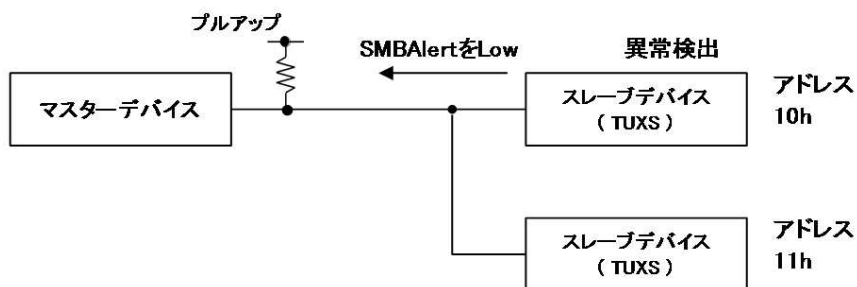 プルアップ
SMBAlertをLow
異常検出
マスターデバイス
スレーブデバイス
( TUXS )
アドレス
10h
スレーブデバイス
( TUXS )
アドレス
11h